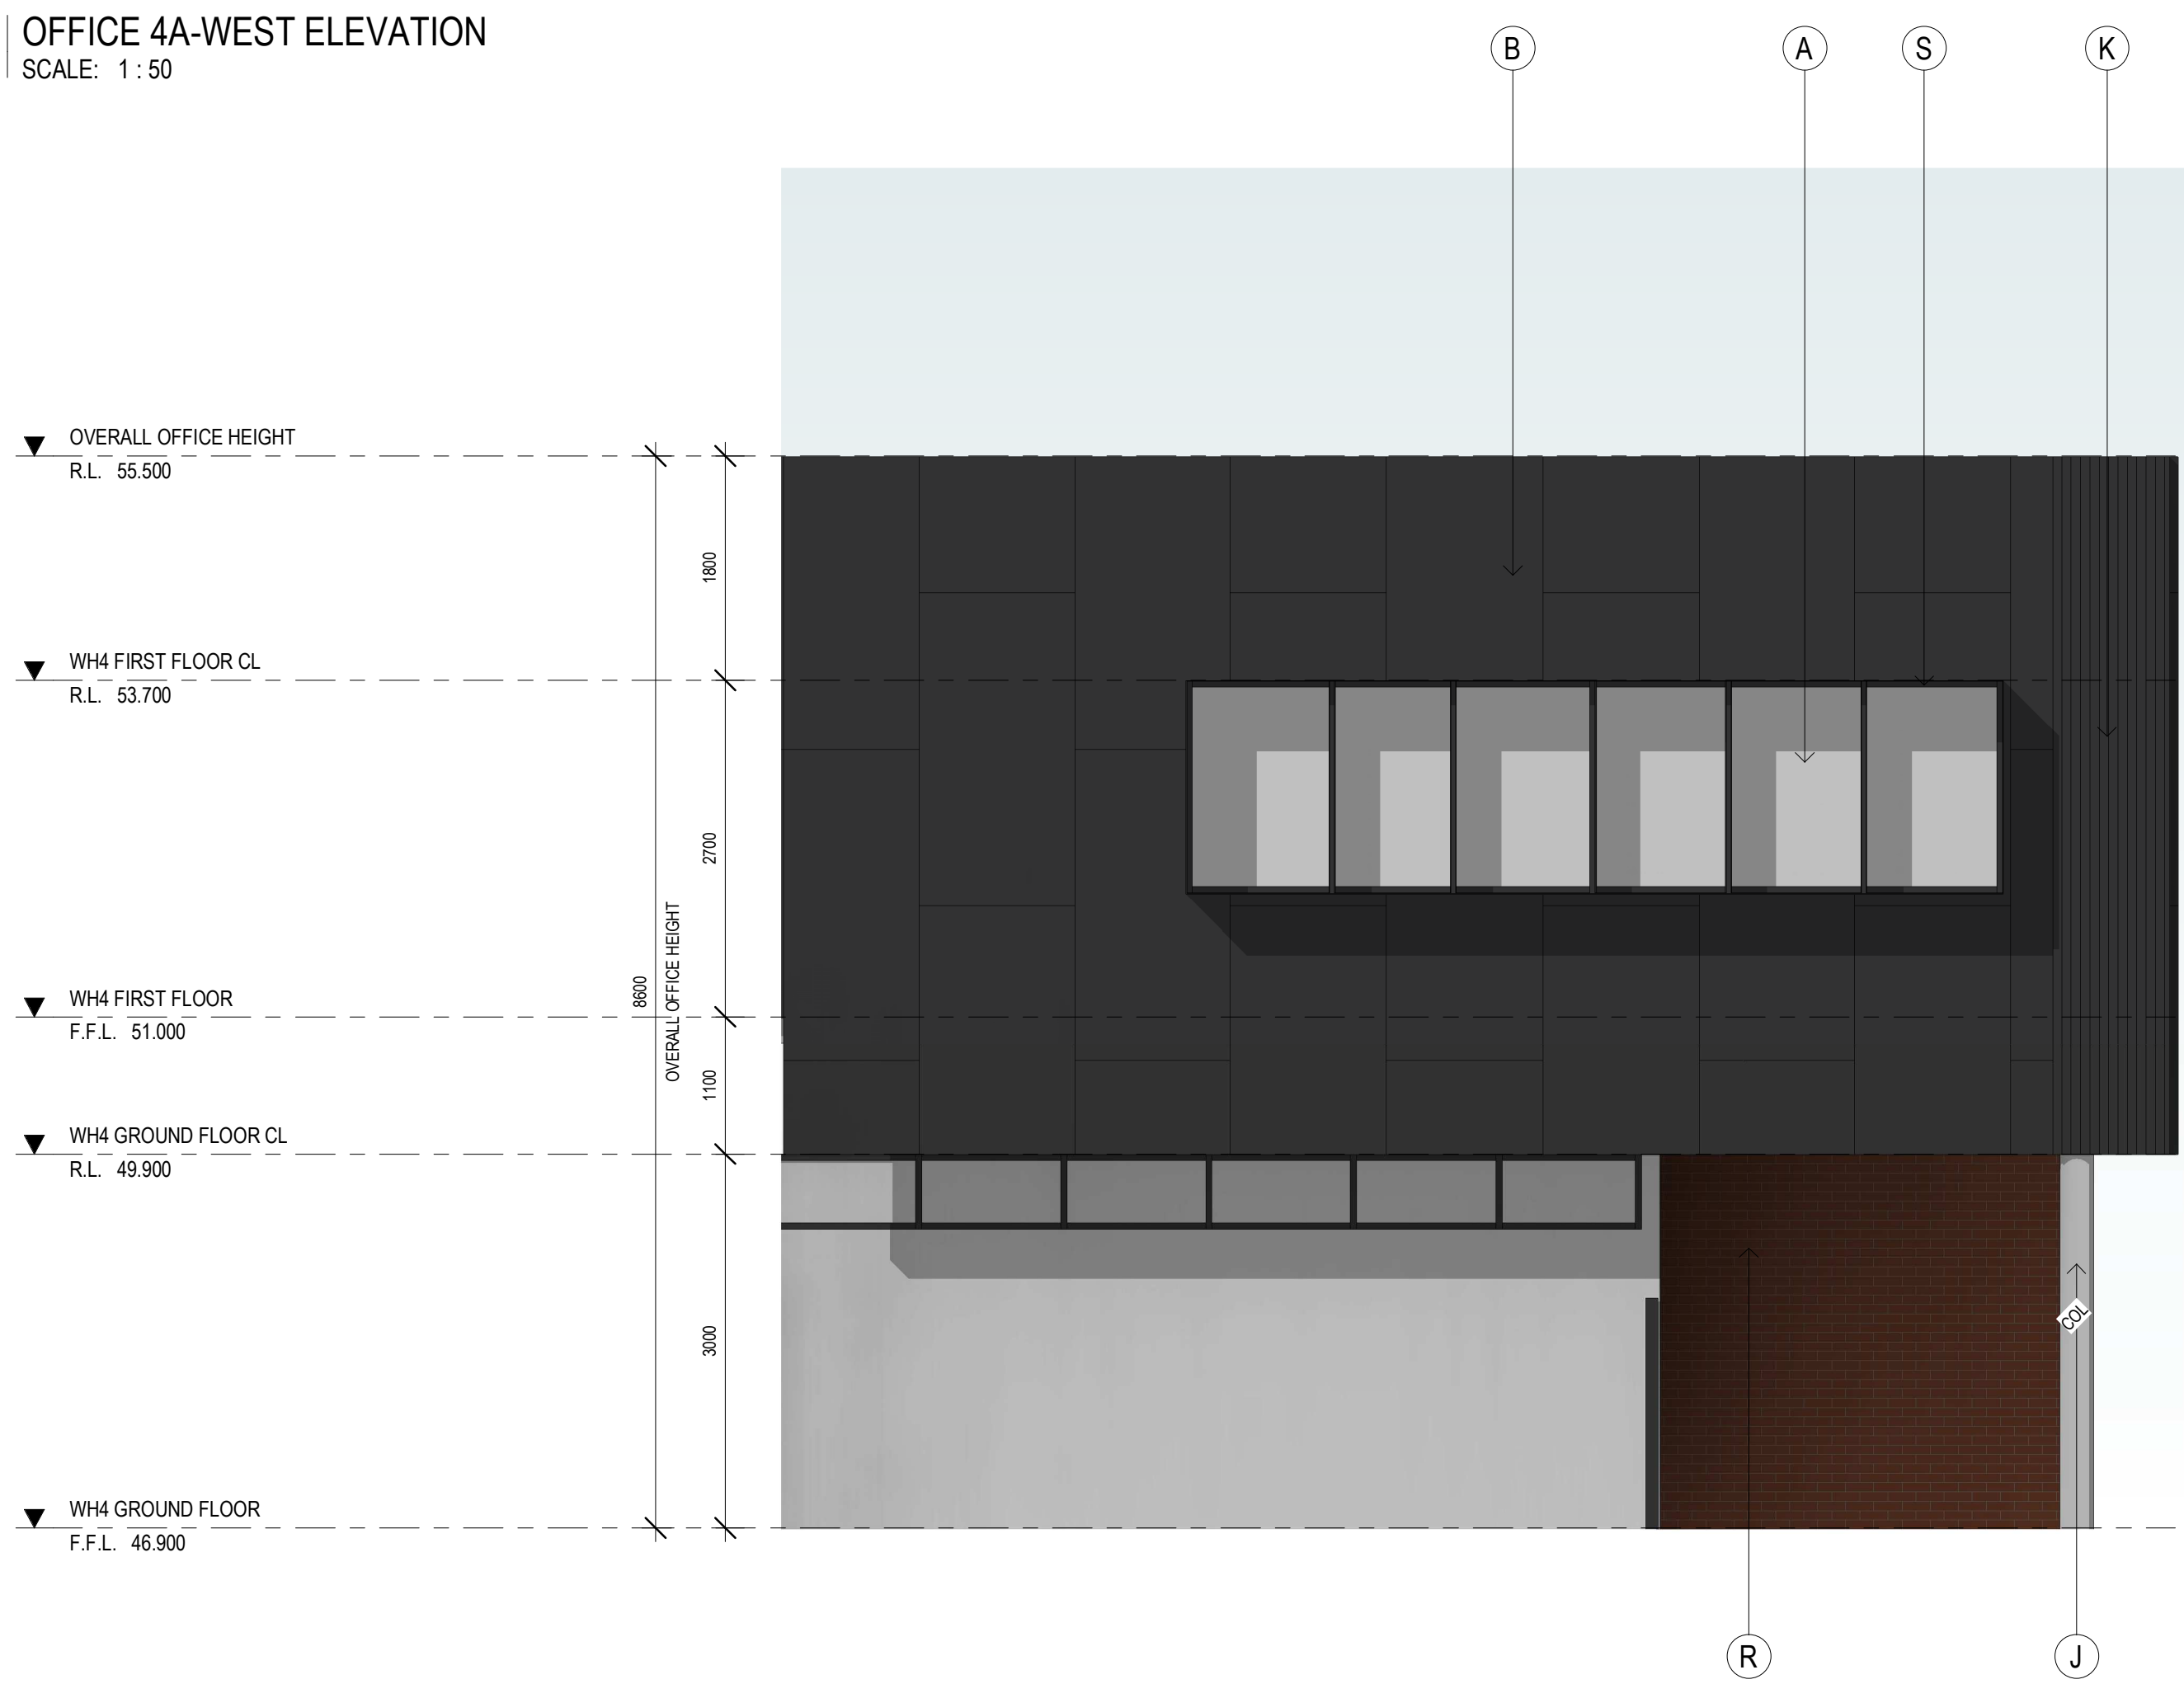 OFFICE 4A-WEST ELEVATION
SCALE: 1 : 50
B
A
S
K
OVERALL OFFICE HEIGHT
R.L. 55.500
1800
WH4 FIRST FLOOR CL
R.L. 53.700
2700
8600
OVERALL OFFICE HEIGHT
WH4 FIRST FLOOR
F.F.L. 51.000
1100
WH4 GROUND FLOOR CL
R.L. 49.900
3000
COL
WH4 GROUND FLOOR
F.F.L. 46.900
R
J